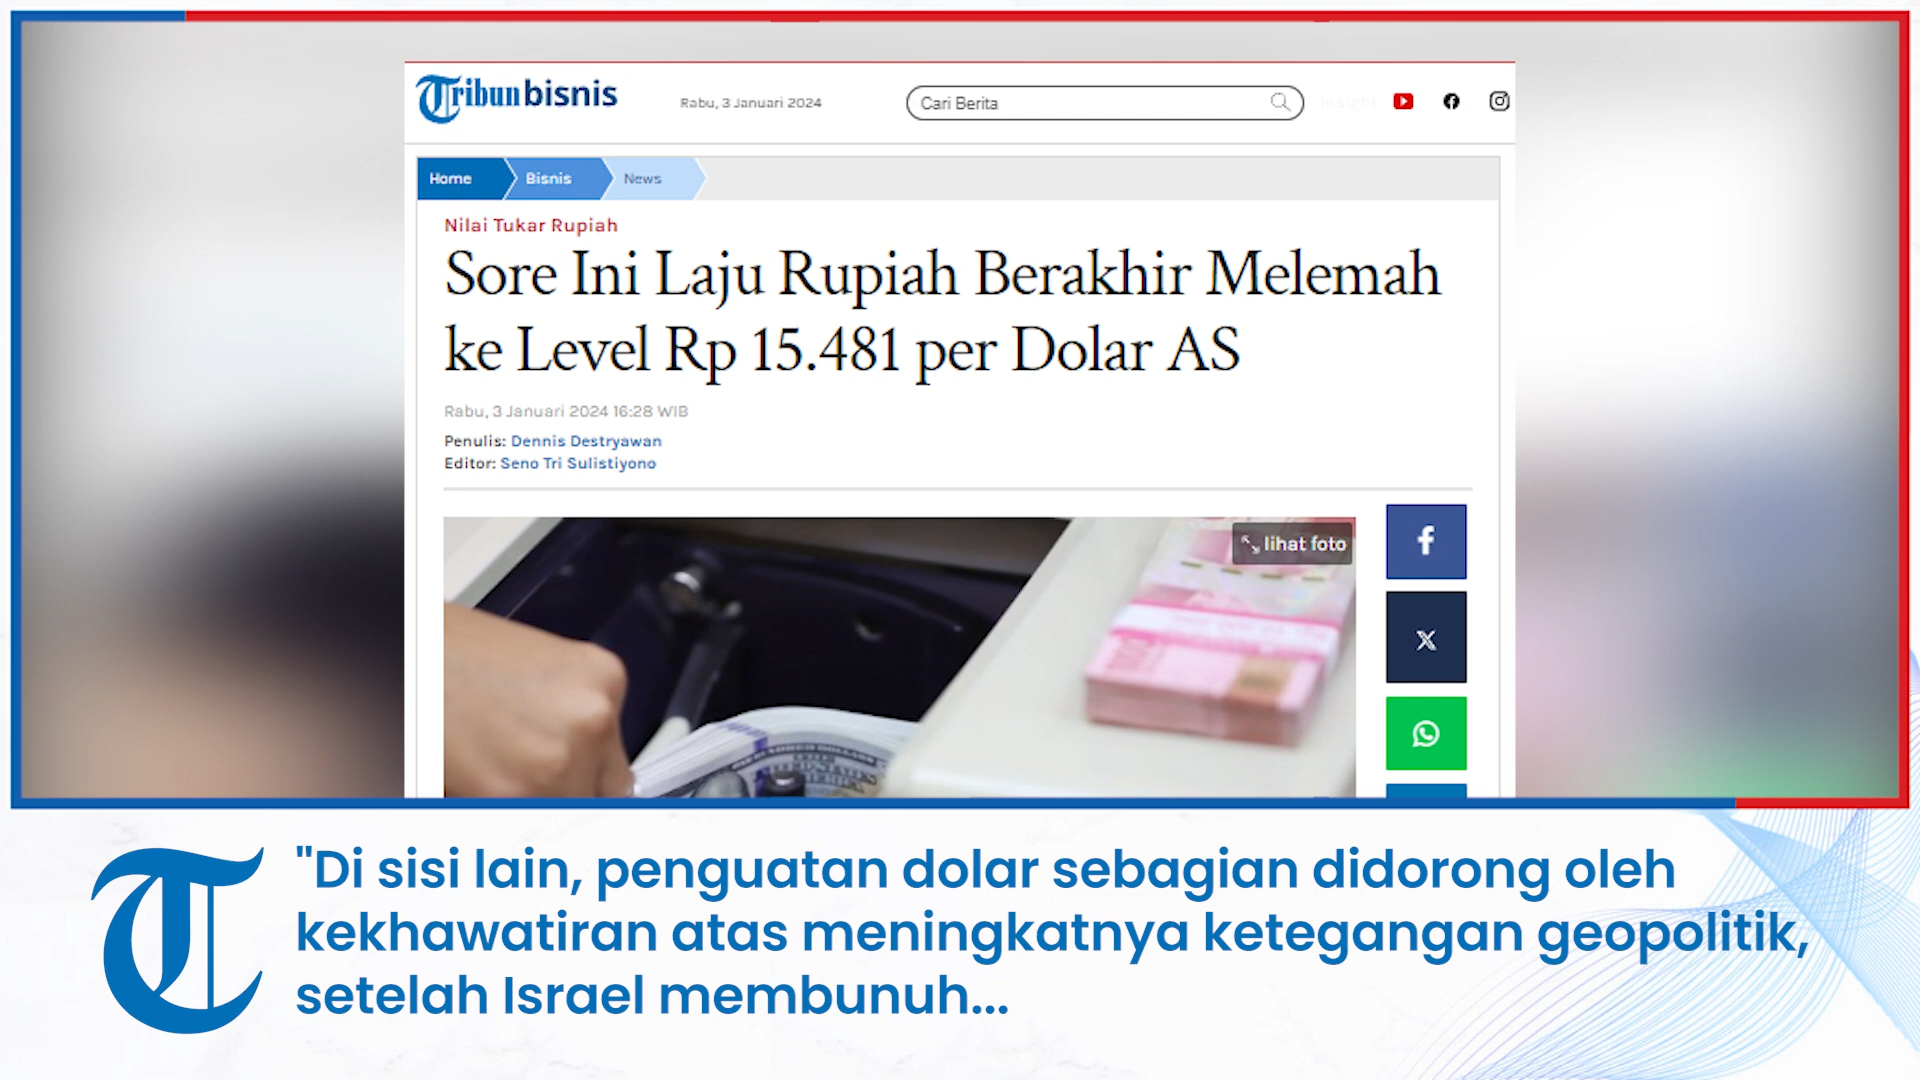 Tribunbisnis
Rabu, 3 Januari 2024
Cari Berita
Insight
Home
Bisnis
News
Nilai Tukar Rupiah
Sore Ini Laju Rupiah Berakhir Melemah
ke Level Rp 15.481 per Dolar AS
Rabu, 3 Januari 2024 16:28 WIB
Penulis: Dennis Destryawan
Editor: Seno Tri Sulistiyono
lihat foto
"Di sisi lain, penguatan dolar sebagian didorong oleh
kekhawatiran atas meningkatnya ketegangan geopolitik,
setelah Israel membunuh...